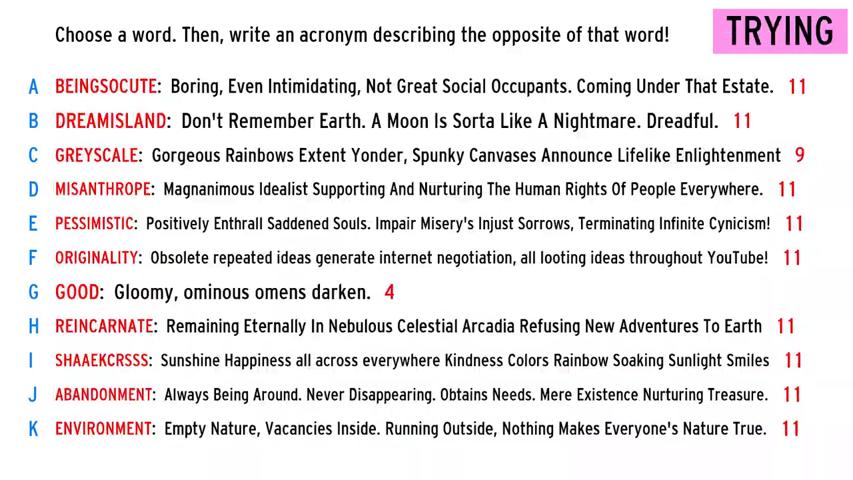 Choose a word. Then, write an acronym describing the opposite of that word!
TRYING
A BEINGSOCUTE: Boring, Even Intimidating, Not Great Social Occupants. Coming Under That Estate. 11
B DREAMISLAND: Don't Remember Earth. A Moon Is Sorta Like A Nightmare. Dreadful. 11
C GREYSCALE: Gorgeous Rainbows Extent Yonder, Spunky Canvases Announce Lifelike Enlightenment 9
D MISANTHROPE: Magnanimous Idealist Supporting And Nurturing The Human Rights Of People Everywhere. 11
E PESSIMISTIC: Positively Enthrall Saddened Souls. Impair Misery's Injust Sorrows, Terminating Infinite Cynicism! 11
F ORIGINALITY: Obsolete repeated ideas generate internet negotiation, all looting ideas throughout YouTube! 11
G GOOD: Gloomy, ominous omens darken. 4
H REINCARNATE: Remaining Eternally In Nebulous Celestial Arcadia Refusing New Adventures To Earth 11
I SHAAEKCRSSS: Sunshine Happiness all across everywhere Kindness Colors Rainbow Soaking Sunlight Smiles 11
J ABANDONMENT: Always Being Around. Never Disappearing. Obtains Needs. Mere Existence Nurturing Treasure. 11
K ENVIRONMENT: Empty Nature, Vacancies Inside. Running Outside, Nothing Makes Everyone's Nature True. 11